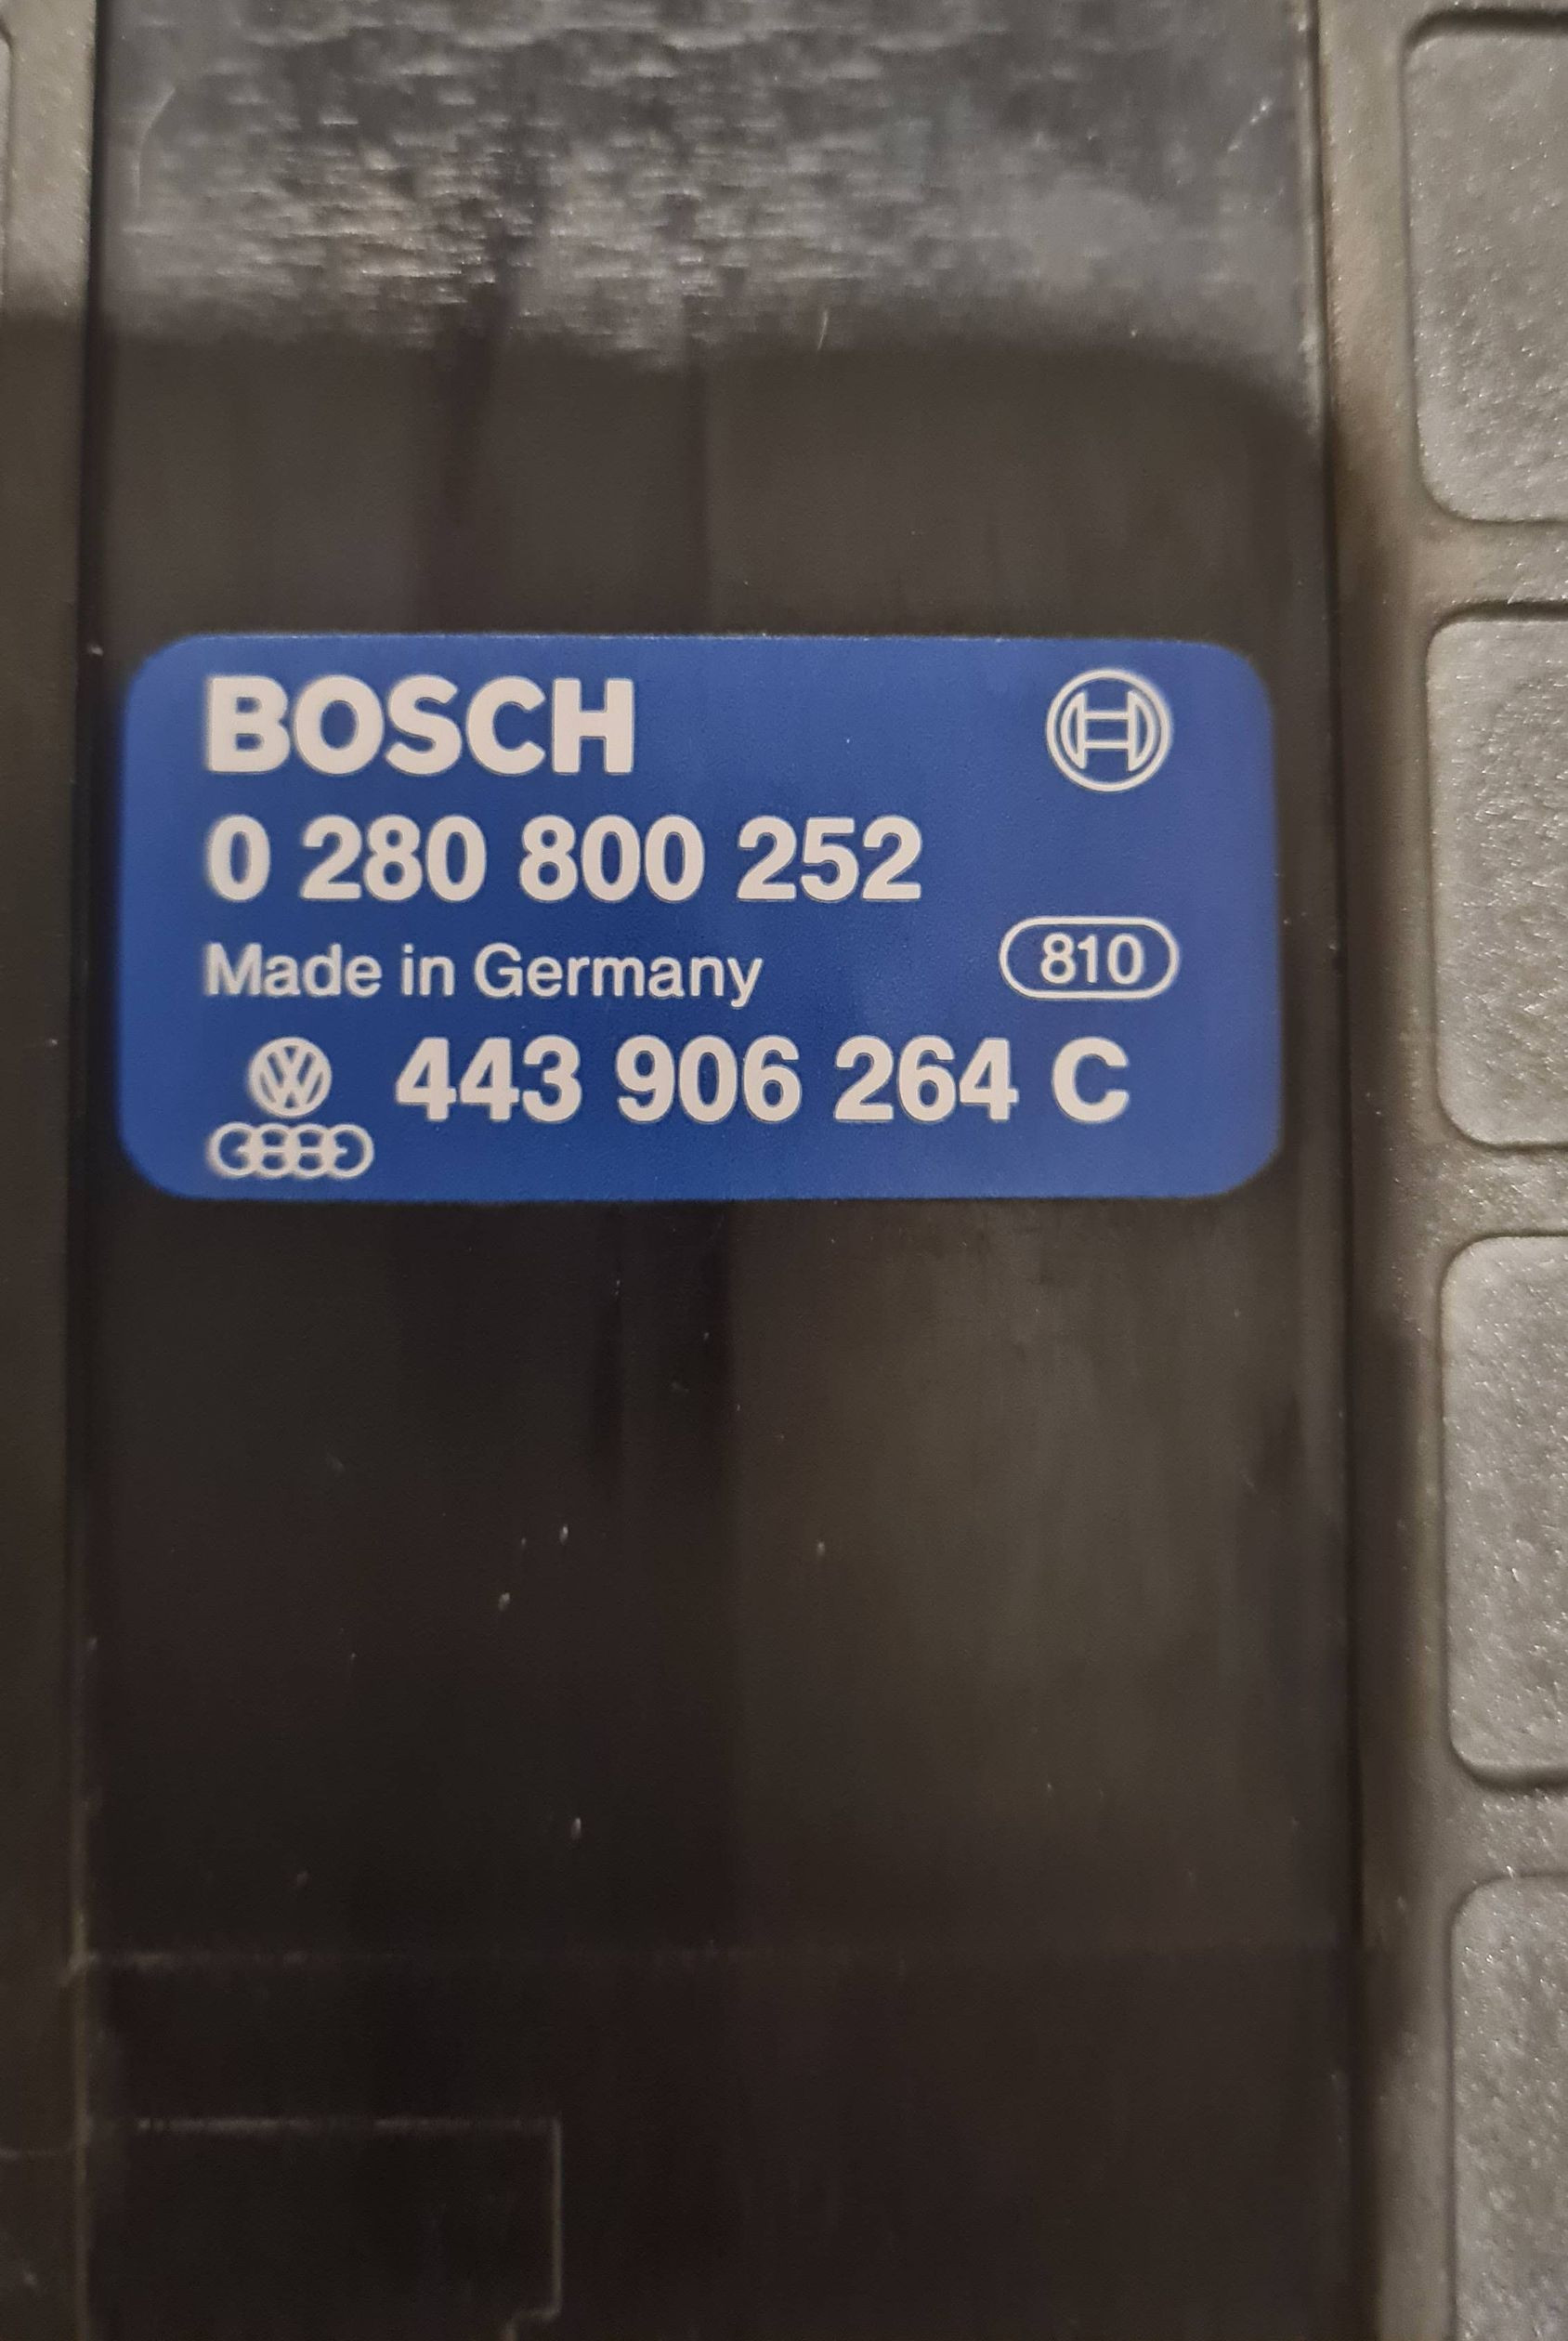 BOSCH
0 280 800 252
Made in Germany 810
443 906 264 C